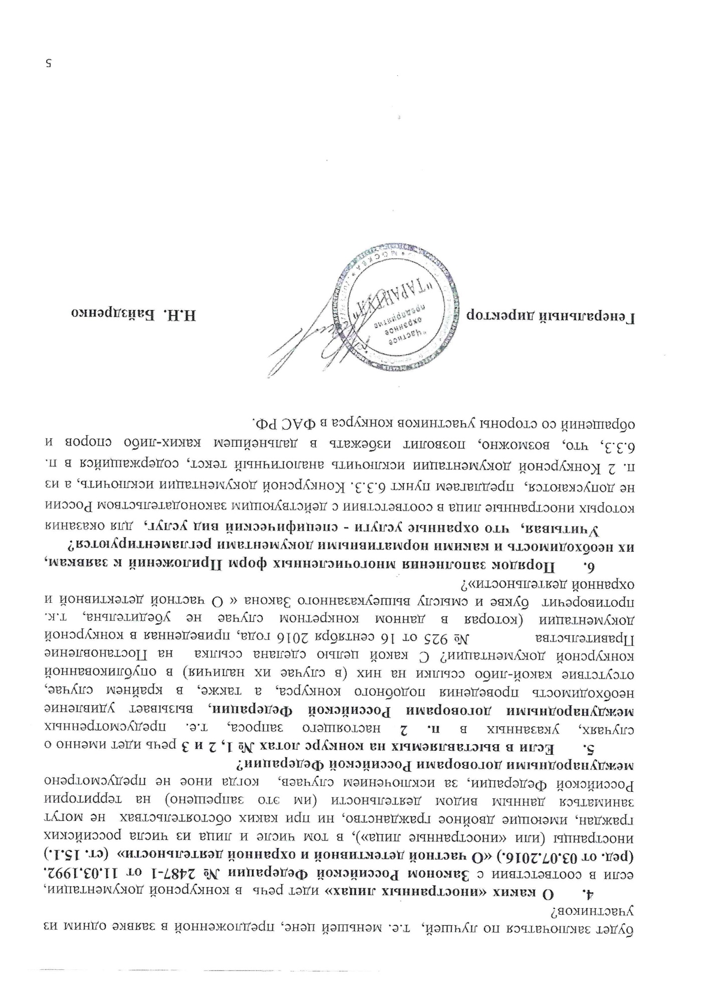 будет заключаться по лучшей, т.е. меньшей цене, предложенной в заявке одним из
участников?
4. О каких «иностранных лицах» идет речь в конкурсной документации,
если в соответствии с Законом Российской Федерации № 2487-1 от 11.03.1992.
(ред. от 03.07.2016.) «О частной детективной и охранной деятельности» (ст. 15.1.)
иностранцы (или «иностранные лица»), в том числе и лица из числа российских
граждан, имеющие двойное гражданство, ни при каких обстоятельствах не могут
заниматься данным видом деятельности (им это запрещено) на территории
Российской Федерации, за исключением случаев, когда иное не предусмотрено
международными договорами Российской Федерации?
5. Если в выставляемых на конкурс лотах № 1, 2 и 3 речь идет именно о
случаях, указанных в п. 2 настоящего запроса, т.е. предусмотренных
международными договорами Российской Федерации, вызывает удивление
необходимость проведения подобного конкурса, а также, в крайнем случае,
отсутствие какой-либо ссылки на них (в случае их наличия) в опубликованной
конкурсной документации? С какой целью сделана ссылка на Постановление
Правительства № 925 от 16 сентября 2016 года, приведенная в конкурсной
документации (которая в данном конкретном случае не убедительна, т.к.
противоречит букве и смыслу вышеуказанного Закона « О частной детективной и
охранной деятельности»?
6. Порядок заполнения многочисленных форм Приложений к заявкам,
их необходимость и какими нормативными документами регламентируются?
Учитывая, что охранные услуги - специфический вид услуг, для оказания
которых иностранные лица в соответствии с действующим законодательством России
не допускаются, предлагаем пункт 6.3.3. Конкурсной документации исключить, а из
п. 2 Конкурсной документации исключить аналогичный текст, содержащийся в п.
6.3.3, что, возможно, позволит избежать в дальнейшем каких-либо споров и
обращений со стороны участников конкурса в ФАС РФ.
Генеральный директор Н.Н. Байздренко
"Частное
охранное
предприятие
"ТАРАНТУЛ"
* МОСКВА *
5